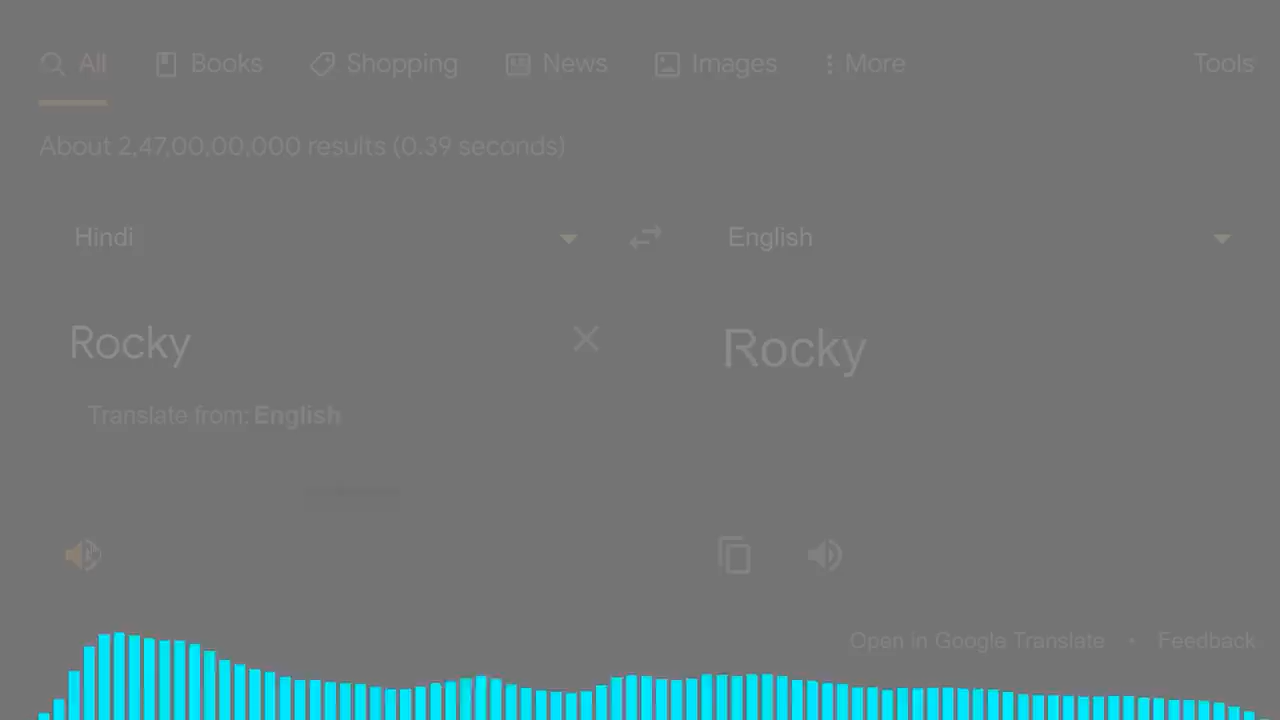 All Books Shopping News Images More Tools
About 2,47,00,00,000 results (0.39 seconds)
Hindi English
Rocky Rocky
Translate from: English
Open in Google Translate • Feedback